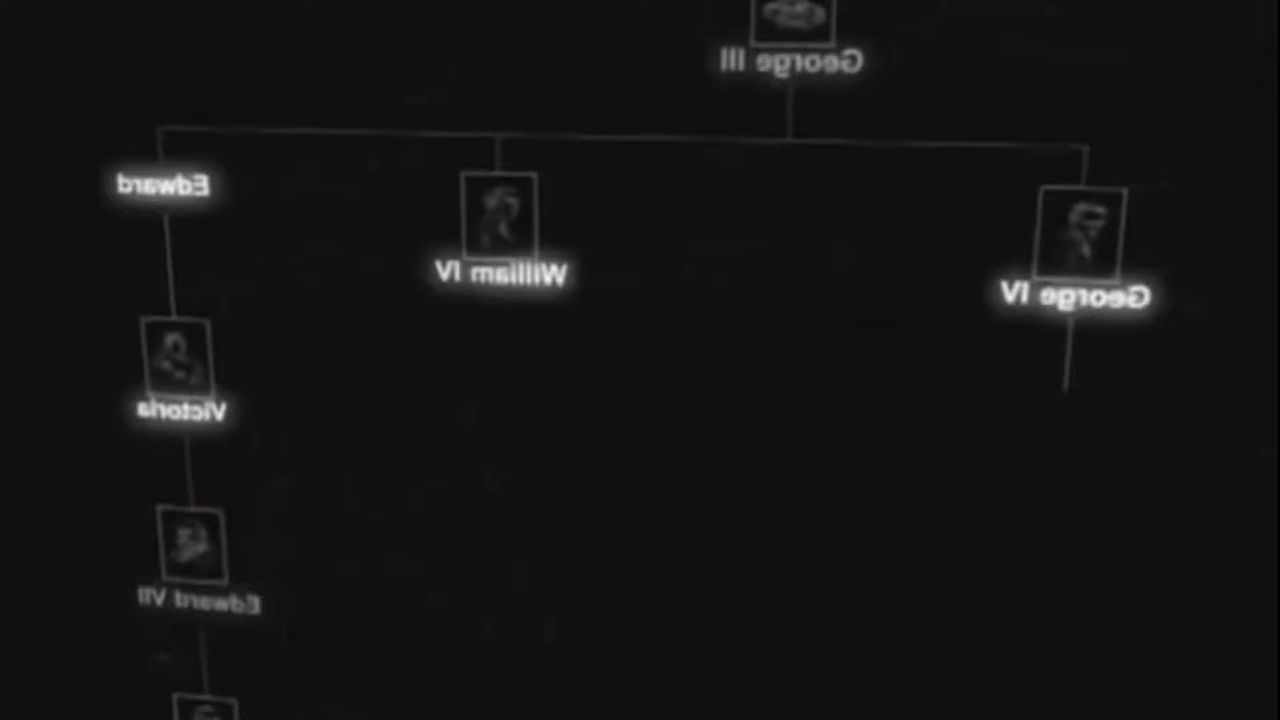 George III
Edward
William IV
George IV
Victoria
Edward VII